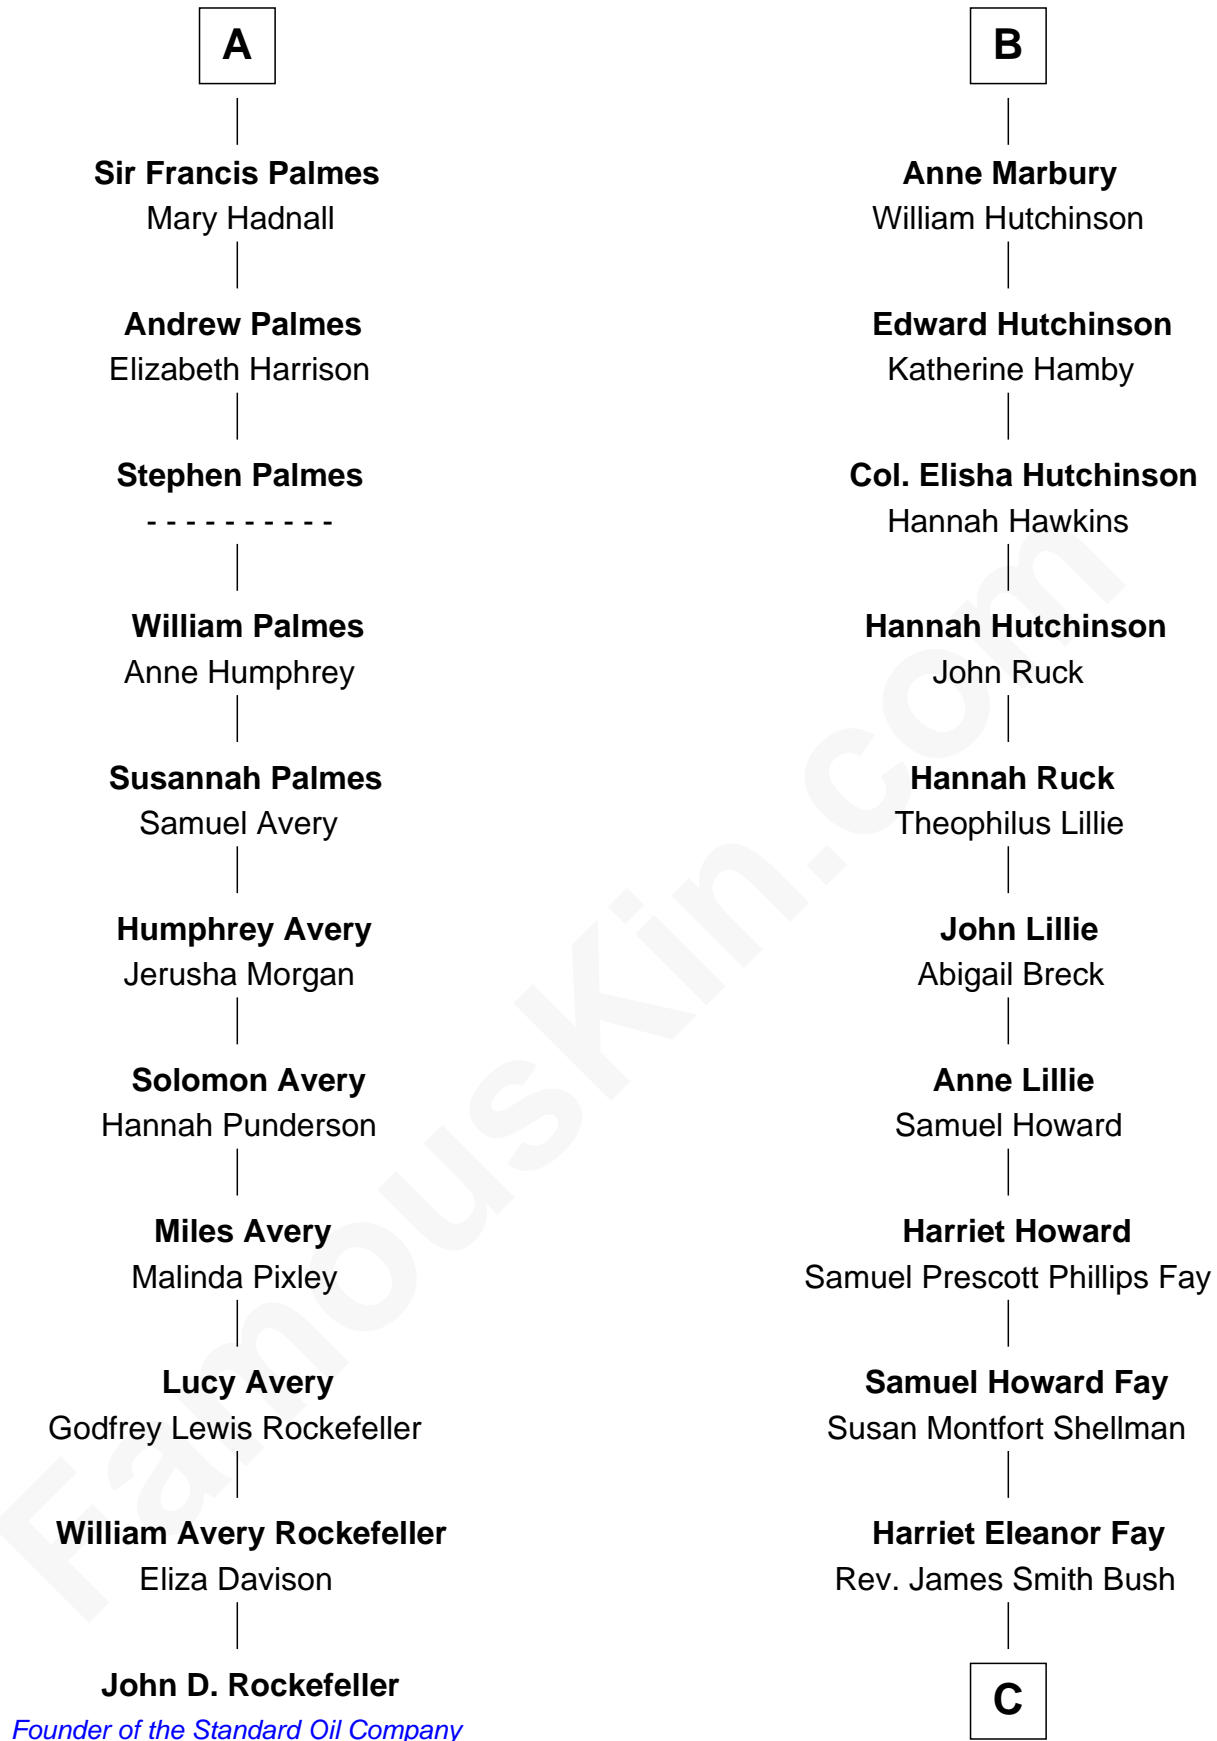 A
Sir Francis Palmes
Mary Hadnall
Andrew Palmes
Elizabeth Harrison
Stephen Palmes
- - - - - - - - - -
William Palmes
Anne Humphrey
Susannah Palmes
Samuel Avery
Humphrey Avery
Jerusha Morgan
Solomon Avery
Hannah Punderson
Miles Avery
Malinda Pixley
Lucy Avery
Godfrey Lewis Rockefeller
William Avery Rockefeller
Eliza Davison
John D. Rockefeller
Founder of the Standard Oil Company
B
Anne Marbury
William Hutchinson
Edward Hutchinson
Katherine Hamby
Col. Elisha Hutchinson
Hannah Hawkins
Hannah Hutchinson
John Ruck
Hannah Ruck
Theophilus Lillie
John Lillie
Abigail Breck
Anne Lillie
Samuel Howard
Harriet Howard
Samuel Prescott Phillips Fay
Samuel Howard Fay
Susan Montfort Shellman
Harriet Eleanor Fay
Rev. James Smith Bush
C
FamousKin.com